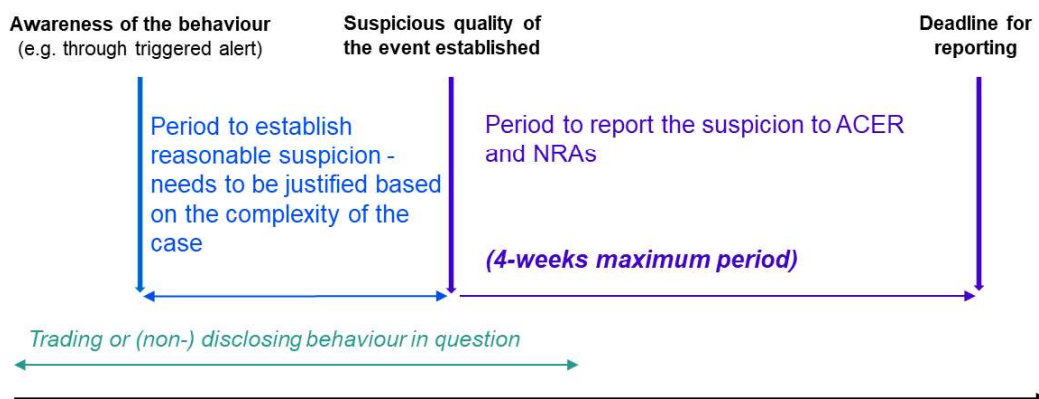 Awareness of the behaviour
(e.g. through triggered alert)
Suspicious quality of
the event established
Deadline for
reporting
Period to establish
reasonable suspicion -
needs to be justified based
on the complexity of the
case
Period to report the suspicion to ACER
and NRAs
(4-weeks maximum period)
Trading or (non-) disclosing behaviour in question